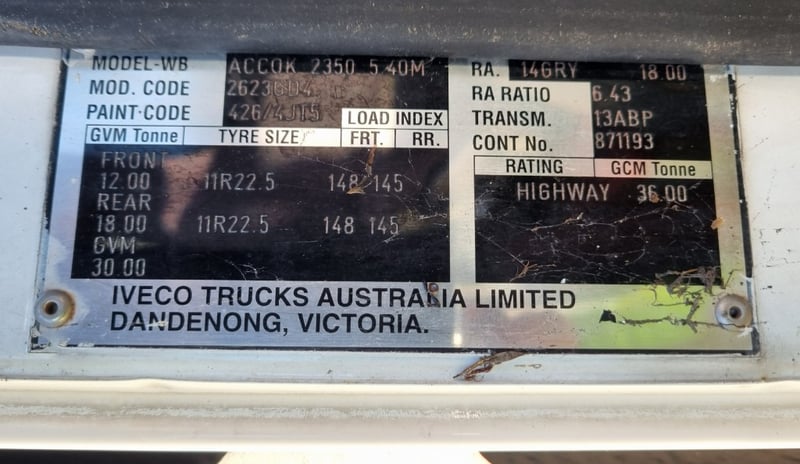 MODEL-WB ACCOK 2350 5.40M
MOD. CODE
PAINT-CODE 426/4JT5
LOAD INDEX
GVM Tonne TYRE SIZE FRT. RR.
FRONT
12.00 11R22.5 148 145
REAR
18.00 11R22.5 148 145
GVM
30.00
RA. 14GRY 18.00
RA RATIO 6.43
TRANSM. 13ABP
CONT No. 871193
RATING GCM Tonne
HIGHWAY 36.00
IVECO TRUCKS AUSTRALIA LIMITED
DANDENONG, VICTORIA.